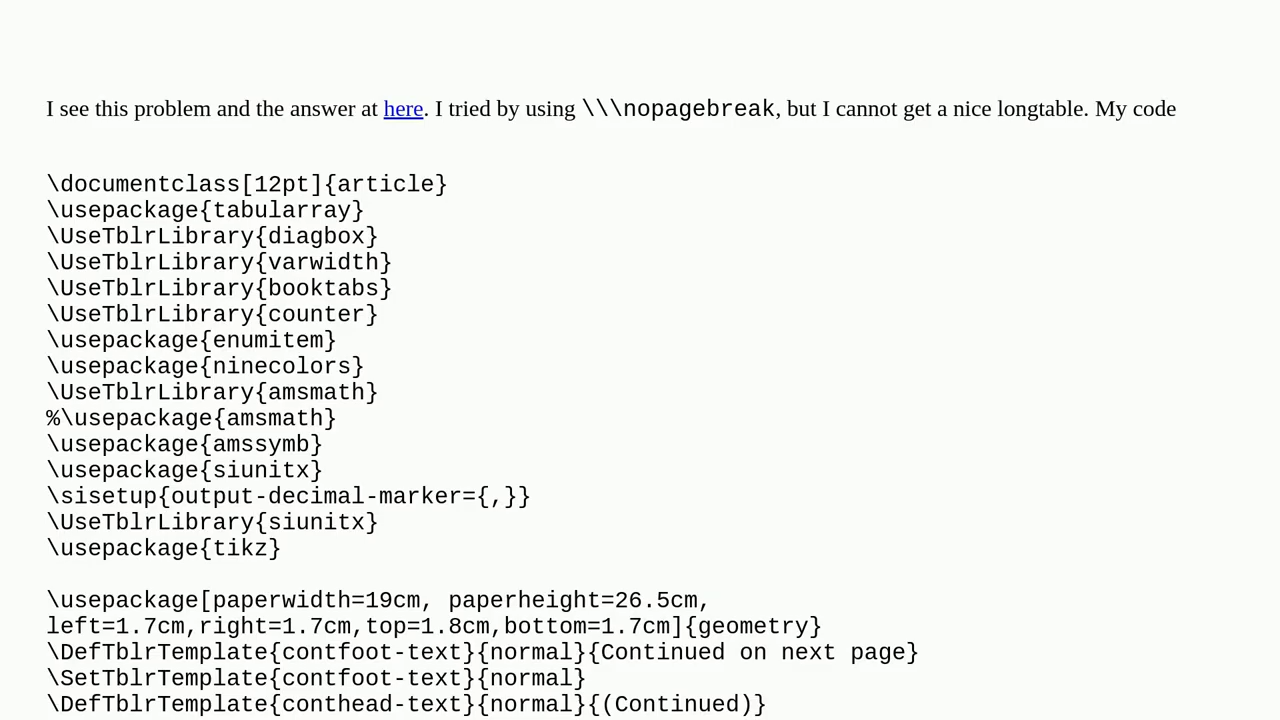 I see this problem and the answer at here. I tried by using \\\nopagebreak, but I cannot get a nice longtable. My code
\documentclass[12pt]{article}
\usepackage{tabularray}
\UseTblrLibrary{diagbox}
\UseTblrLibrary{varwidth}
\UseTblrLibrary{booktabs}
\UseTblrLibrary{counter}
\usepackage{enumitem}
\usepackage{ninecolors}
\UseTblrLibrary{amsmath}
%\usepackage{amsmath}
\usepackage{amssymb}
\usepackage{siunitx}
\sisetup{output-decimal-marker={,}}
\UseTblrLibrary{siunitx}
\usepackage{tikz}
\usepackage[paperwidth=19cm, paperheight=26.5cm,
left=1.7cm,right=1.7cm,top=1.8cm,bottom=1.7cm]{geometry}
\DefTblrTemplate{contfoot-text}{normal}{Continued on next page}
\SetTblrTemplate{contfoot-text}{normal}
\DefTblrTemplate{conthead-text}{normal}{(Continued)}